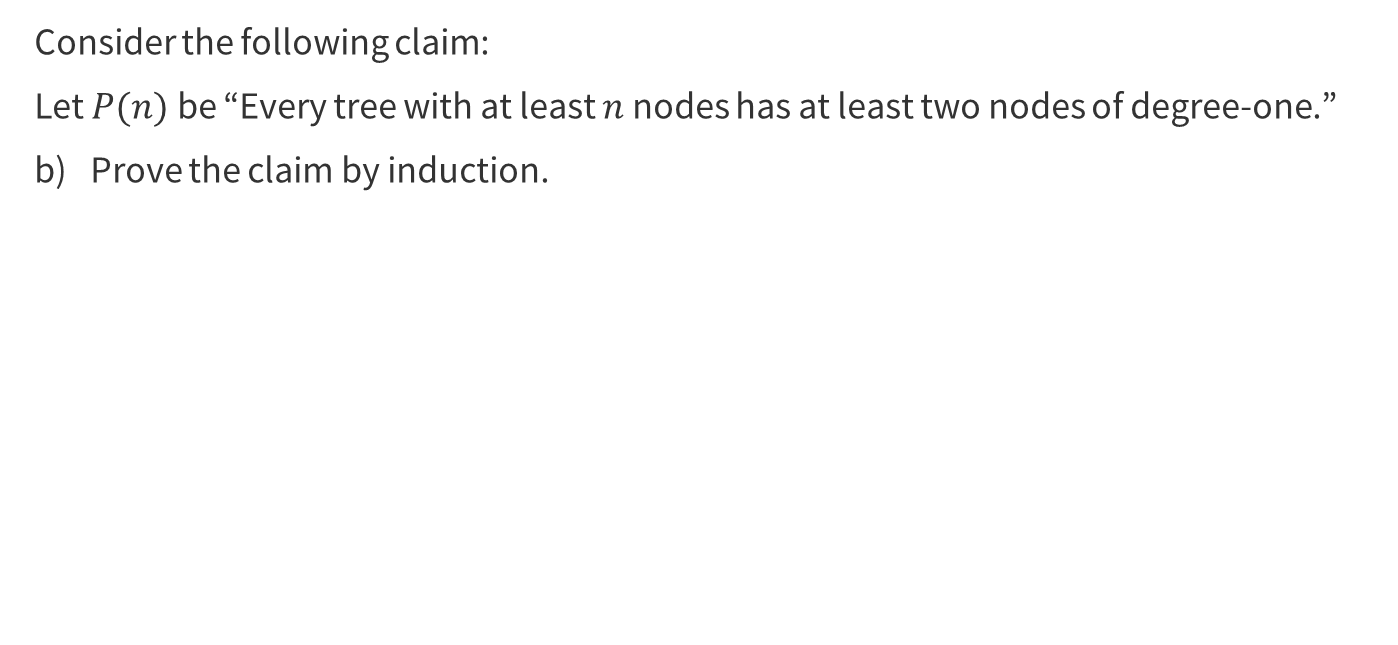 Consider the following claim:
Let P(n) be “Every tree with at least n nodes has at least two nodes of degree-one.”
b) Prove the claim by induction.